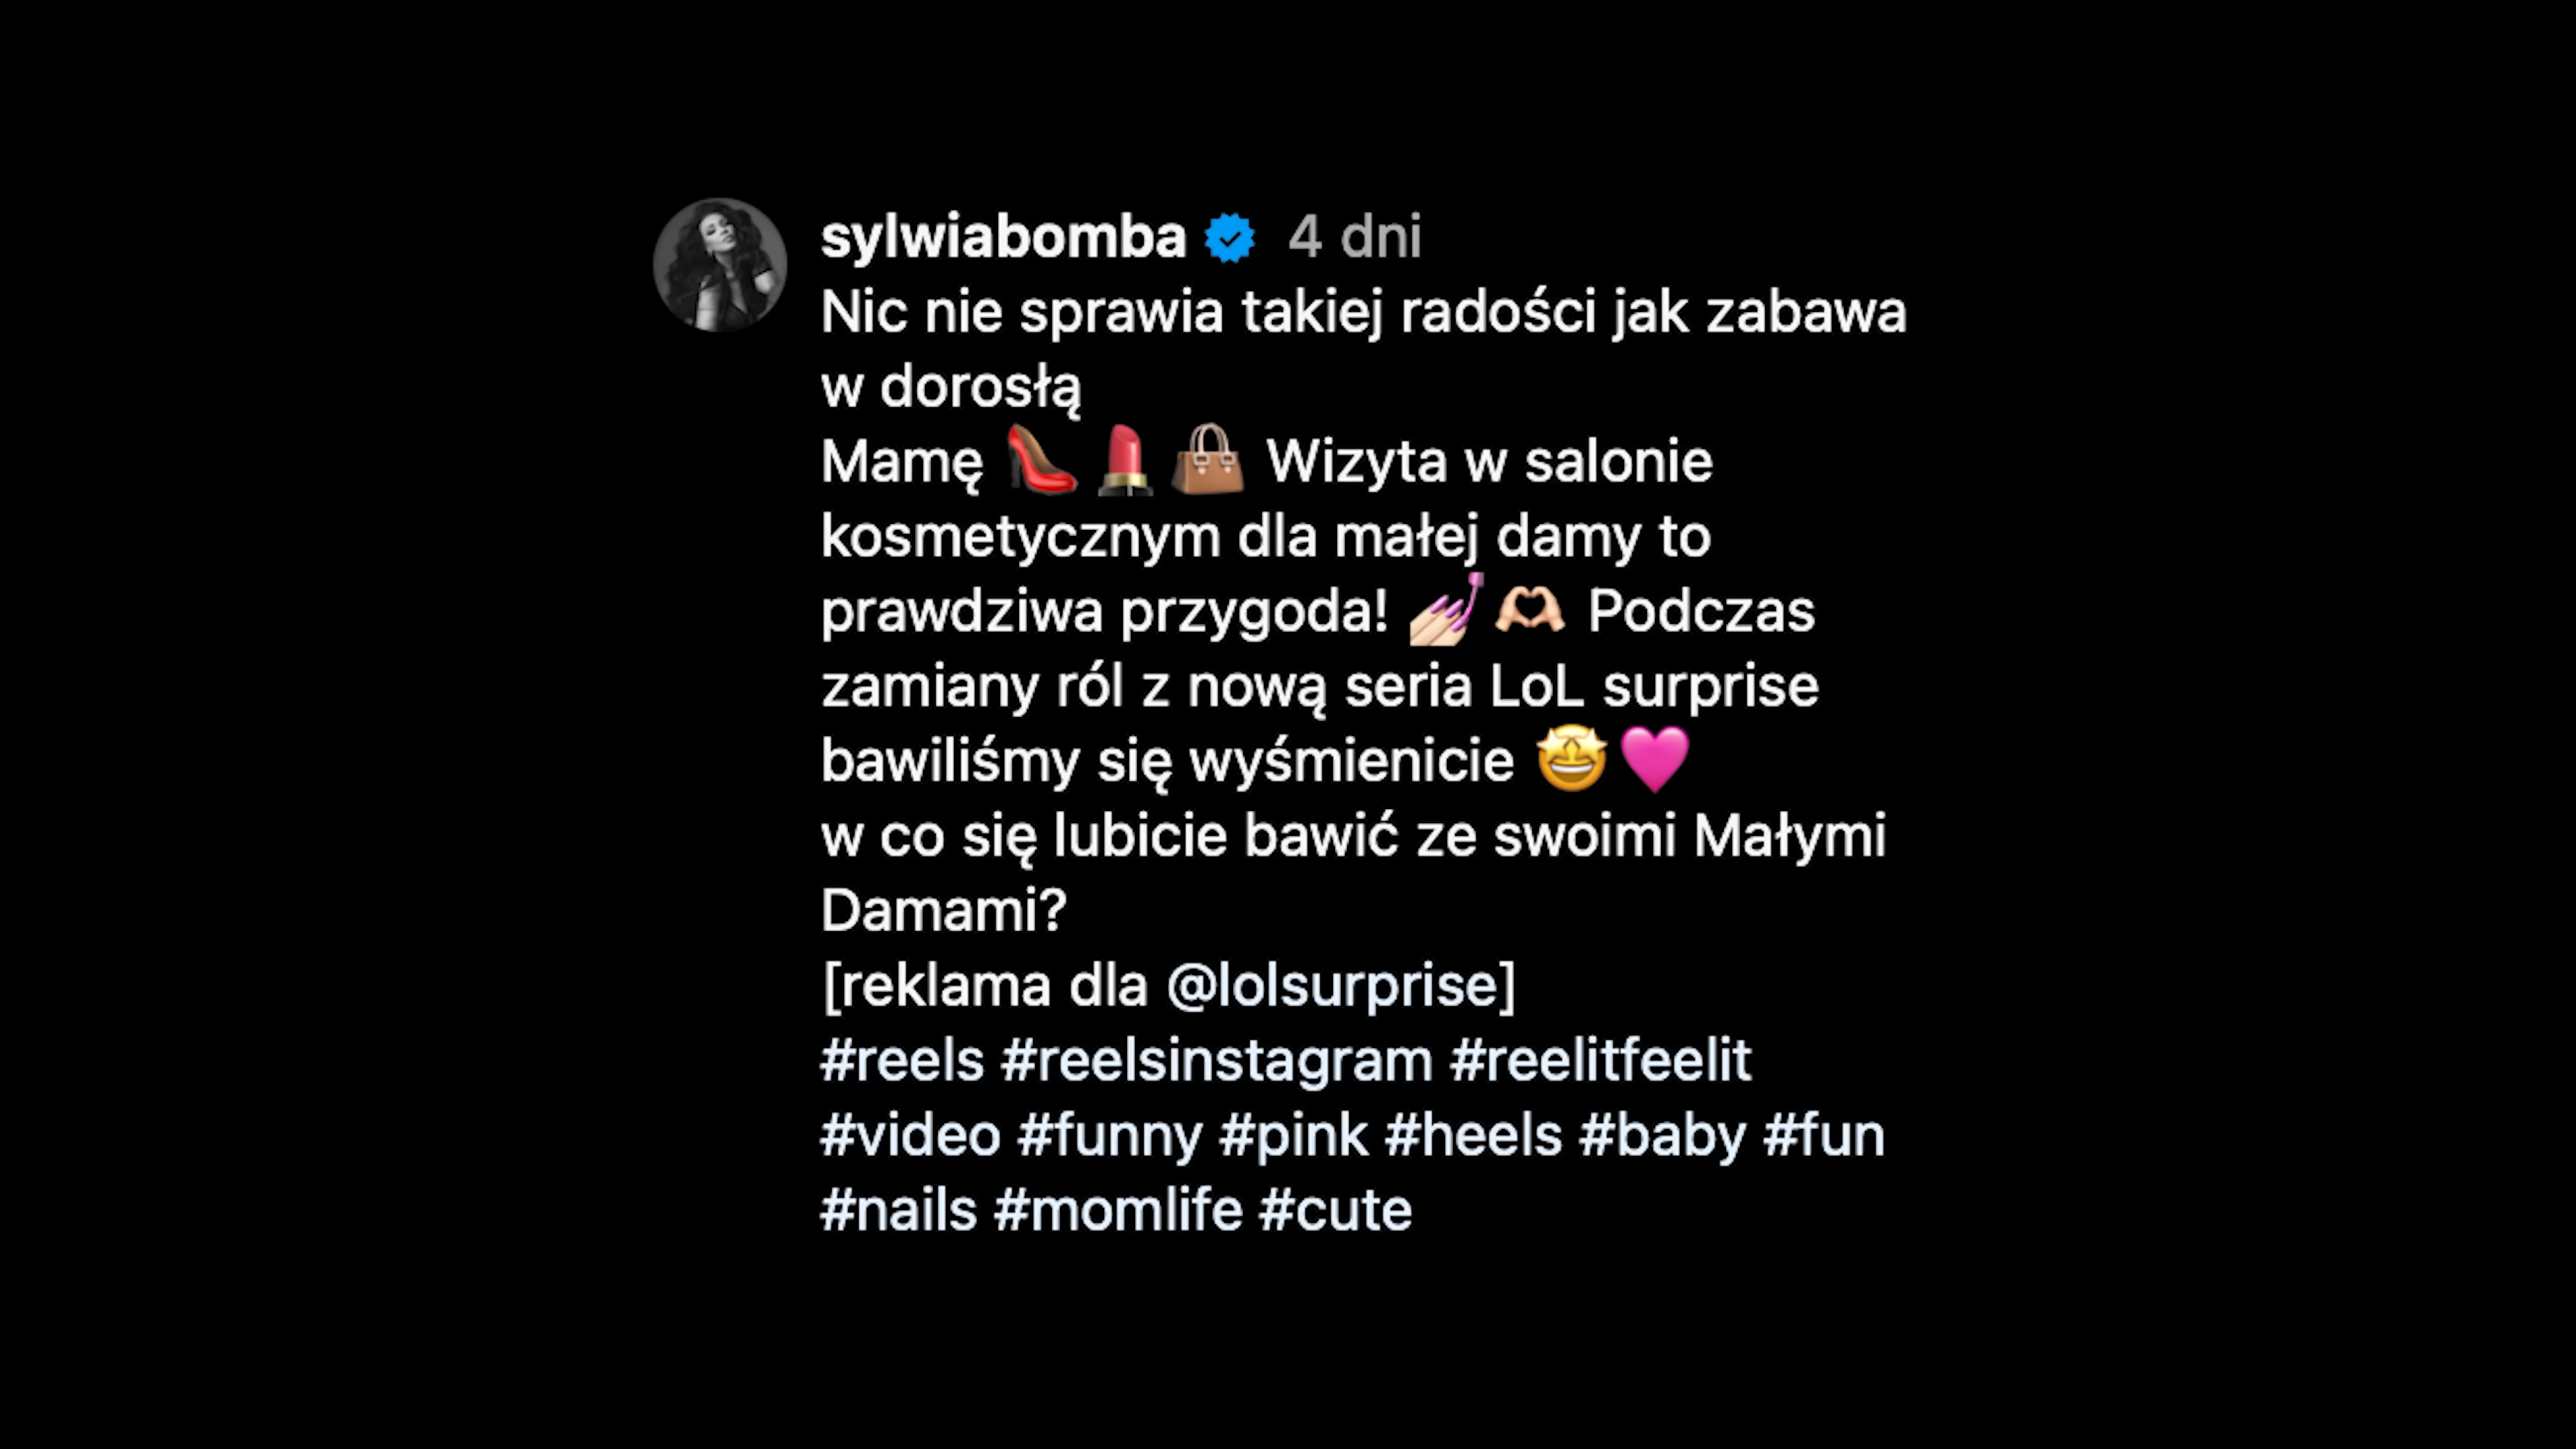 sylwiabomba 4 dni
Nic nie sprawia takiej radości jak zabawa
w dorosłą
Mamę 👠💄👜 Wizyta w salonie
kosmetycznym dla małej damy to
prawdziwa przygoda! 💅🏻🫶🏻 Podczas
zamiany ról z nową seria LoL surprise
bawiliśmy się wyśmienicie 🤩🩷
w co się lubicie bawić ze swoimi Małymi
Damami?
[reklama dla @lolsurprise]
#reels #reelsinstagram #reelitfeelit
#video #funny #pink #heels #baby #fun
#nails #momlife #cute